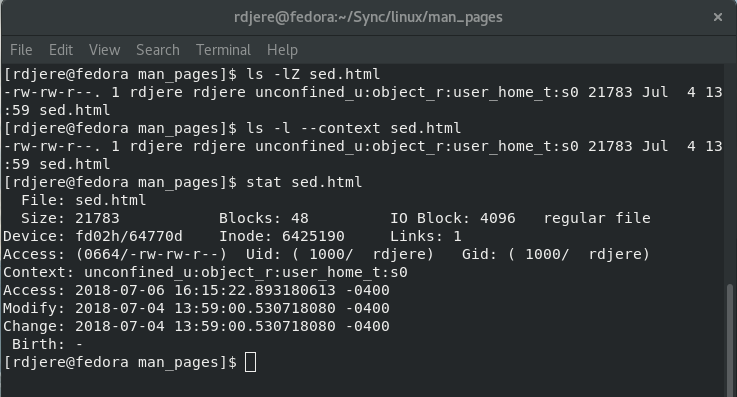 rdjere@fedora:~/Sync/linux/man_pages ×
File Edit View Search Terminal Help
[rdjere@fedora man_pages]$ ls -lZ sed.html
-rw-rw-r--. 1 rdjere rdjere unconfined_u:object_r:user_home_t:s0 21783 Jul  4 13
:59 sed.html
[rdjere@fedora man_pages]$ ls -l --context sed.html
-rw-rw-r--. 1 rdjere rdjere unconfined_u:object_r:user_home_t:s0 21783 Jul  4 13
:59 sed.html
[rdjere@fedora man_pages]$ stat sed.html
  File: sed.html
  Size: 21783           Blocks: 48         IO Block: 4096   regular file
Device: fd02h/64770d    Inode: 6425190     Links: 1
Access: (0664/-rw-rw-r--)  Uid: ( 1000/  rdjere)   Gid: ( 1000/  rdjere)
Context: unconfined_u:object_r:user_home_t:s0
Access: 2018-07-06 16:15:22.893180613 -0400
Modify: 2018-07-04 13:59:00.530718080 -0400
Change: 2018-07-04 13:59:00.530718080 -0400
 Birth: -
[rdjere@fedora man_pages]$